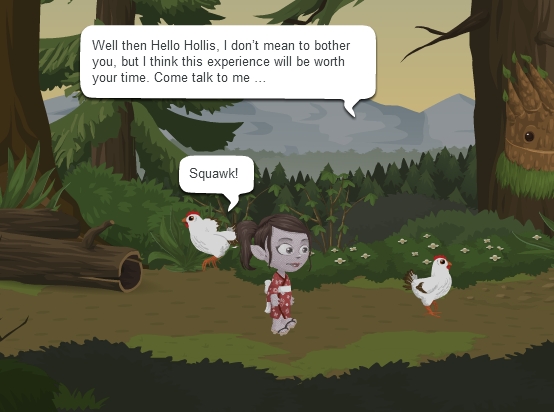 Well then Hello Hollis, I don't mean to bother
you, but I think this experience will be worth
your time. Come talk to me ...
Squawk!